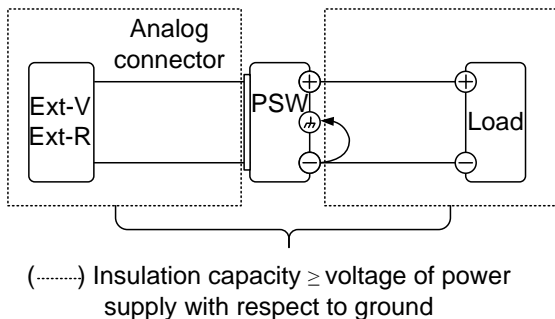 Analog
connector
Ext-V
Ext-R
PSW
+
+
Load
-
-
(········) Insulation capacity ≥ voltage of power
supply with respect to ground